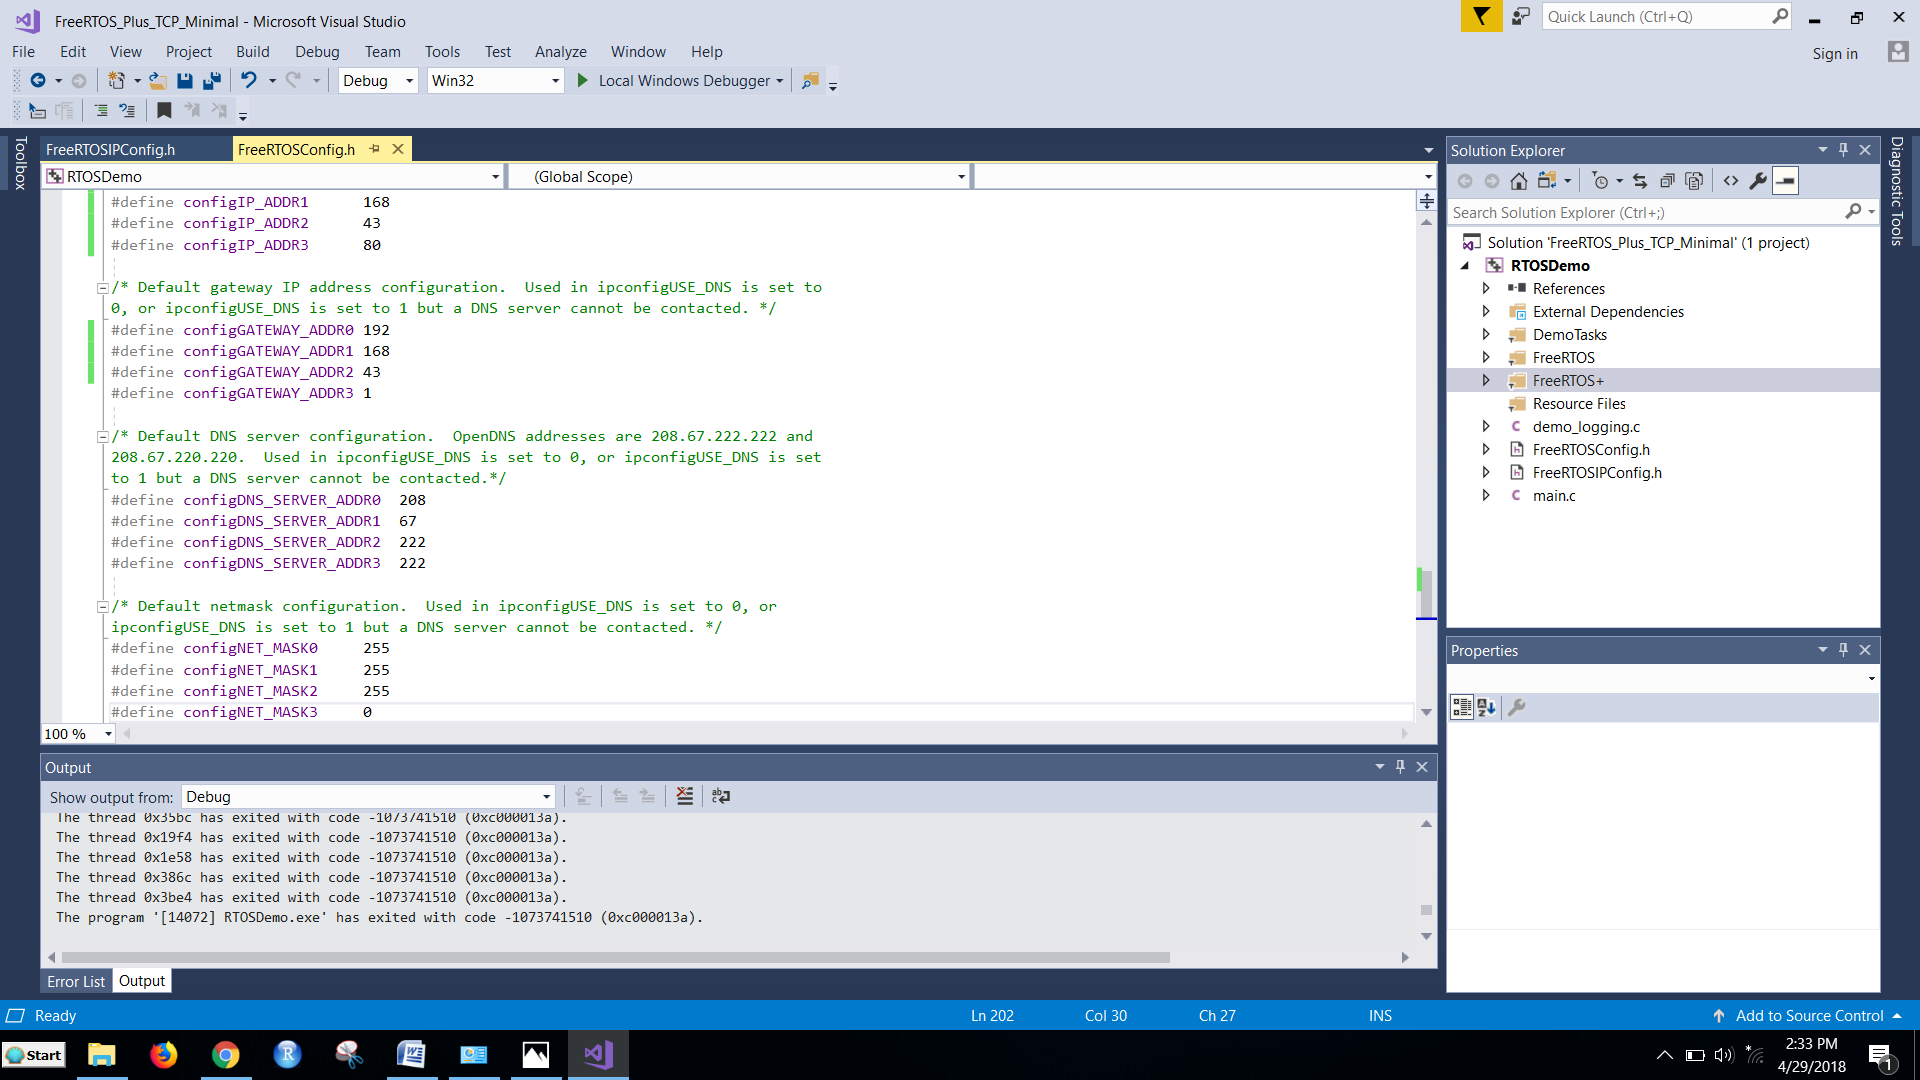 FreeRTOS_Plus_TCP_Minimal - Microsoft Visual Studio
Quick Launch (Ctrl+Q)
File Edit View Project Build Debug Team Tools Test Analyze Window Help
Sign in
Debug Win32 Local Windows Debugger
Toolbox
FreeRTOSIPConfig.h FreeRTOSConfig.h
RTOSDemo (Global Scope)
#define configIP_ADDR1 168
#define configIP_ADDR2 43
#define configIP_ADDR3 80
/* Default gateway IP address configuration. Used in ipconfigUSE_DNS is set to
0, or ipconfigUSE_DNS is set to 1 but a DNS server cannot be contacted. */
#define configGATEWAY_ADDR0 192
#define configGATEWAY_ADDR1 168
#define configGATEWAY_ADDR2 43
#define configGATEWAY_ADDR3 1
/* Default DNS server configuration. OpenDNS addresses are 208.67.222.222 and
208.67.220.220. Used in ipconfigUSE_DNS is set to 0, or ipconfigUSE_DNS is set
to 1 but a DNS server cannot be contacted.*/
#define configDNS_SERVER_ADDR0 208
#define configDNS_SERVER_ADDR1 67
#define configDNS_SERVER_ADDR2 222
#define configDNS_SERVER_ADDR3 222
/* Default netmask configuration. Used in ipconfigUSE_DNS is set to 0, or
ipconfigUSE_DNS is set to 1 but a DNS server cannot be contacted. */
#define configNET_MASK0 255
#define configNET_MASK1 255
#define configNET_MASK2 255
#define configNET_MASK3 0
100 %
Output
Show output from: Debug
The thread 0x35bc has exited with code -1073741510 (0xc000013a).
The thread 0x19f4 has exited with code -1073741510 (0xc000013a).
The thread 0x1e58 has exited with code -1073741510 (0xc000013a).
The thread 0x386c has exited with code -1073741510 (0xc000013a).
The thread 0x3be4 has exited with code -1073741510 (0xc000013a).
The program '[14072] RTOSDemo.exe' has exited with code -1073741510 (0xc000013a).
Error List Output
Solution Explorer
Search Solution Explorer (Ctrl+;)
Solution 'FreeRTOS_Plus_TCP_Minimal' (1 project)
RTOSDemo
References
External Dependencies
DemoTasks
FreeRTOS
FreeRTOS+
Resource Files
demo_logging.c
FreeRTOSConfig.h
FreeRTOSIPConfig.h
main.c
Properties
Diagnostic Tools
Ready Ln 202 Col 30 Ch 27 INS Add to Source Control
Start
2:33 PM
4/29/2018
1